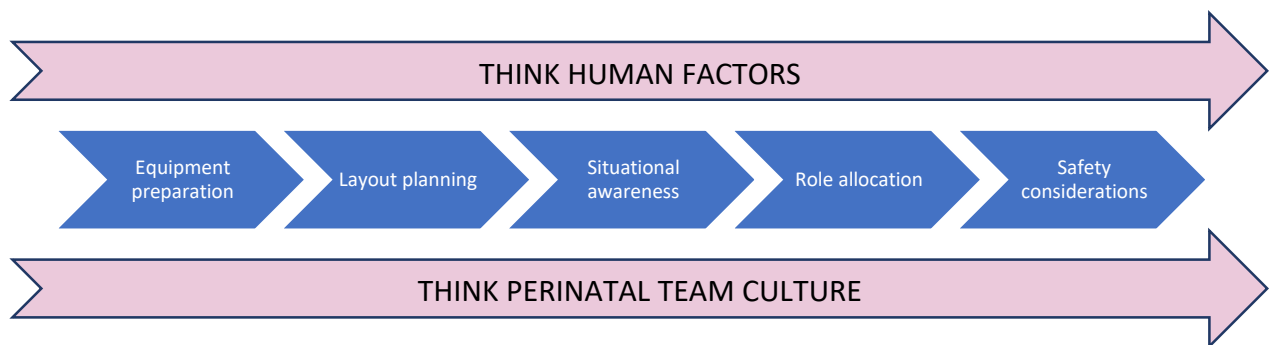 THINK HUMAN FACTORS
Equipment
preparation
Layout planning
Situational
awareness
Role allocation
Safety
considerations
THINK PERINATAL TEAM CULTURE